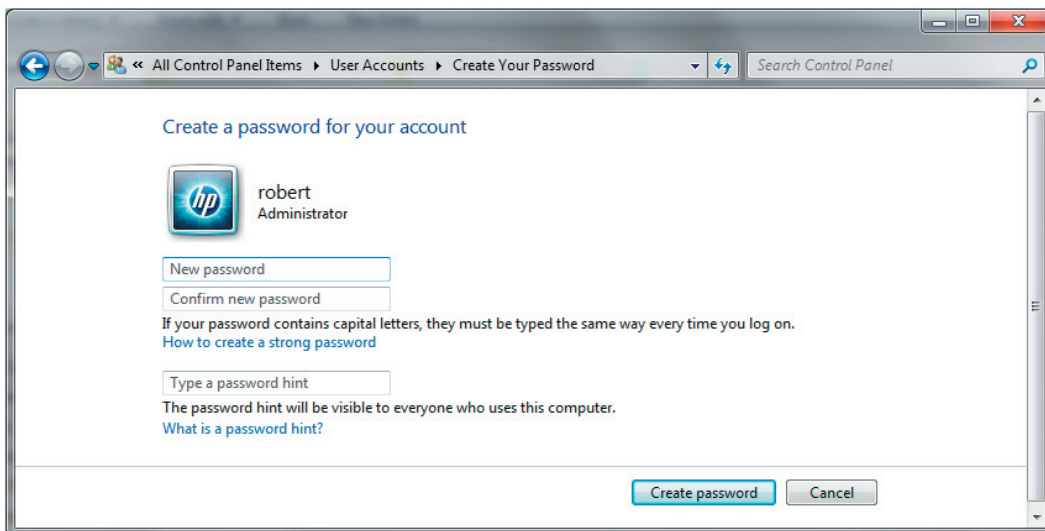 « All Control Panel Items ▸ User Accounts ▸ Create Your Password
Search Control Panel
Create a password for your account
hp
robert
Administrator
New password
Confirm new password
If your password contains capital letters, they must be typed the same way every time you log on.
How to create a strong password
Type a password hint
The password hint will be visible to everyone who uses this computer.
What is a password hint?
Create password
Cancel